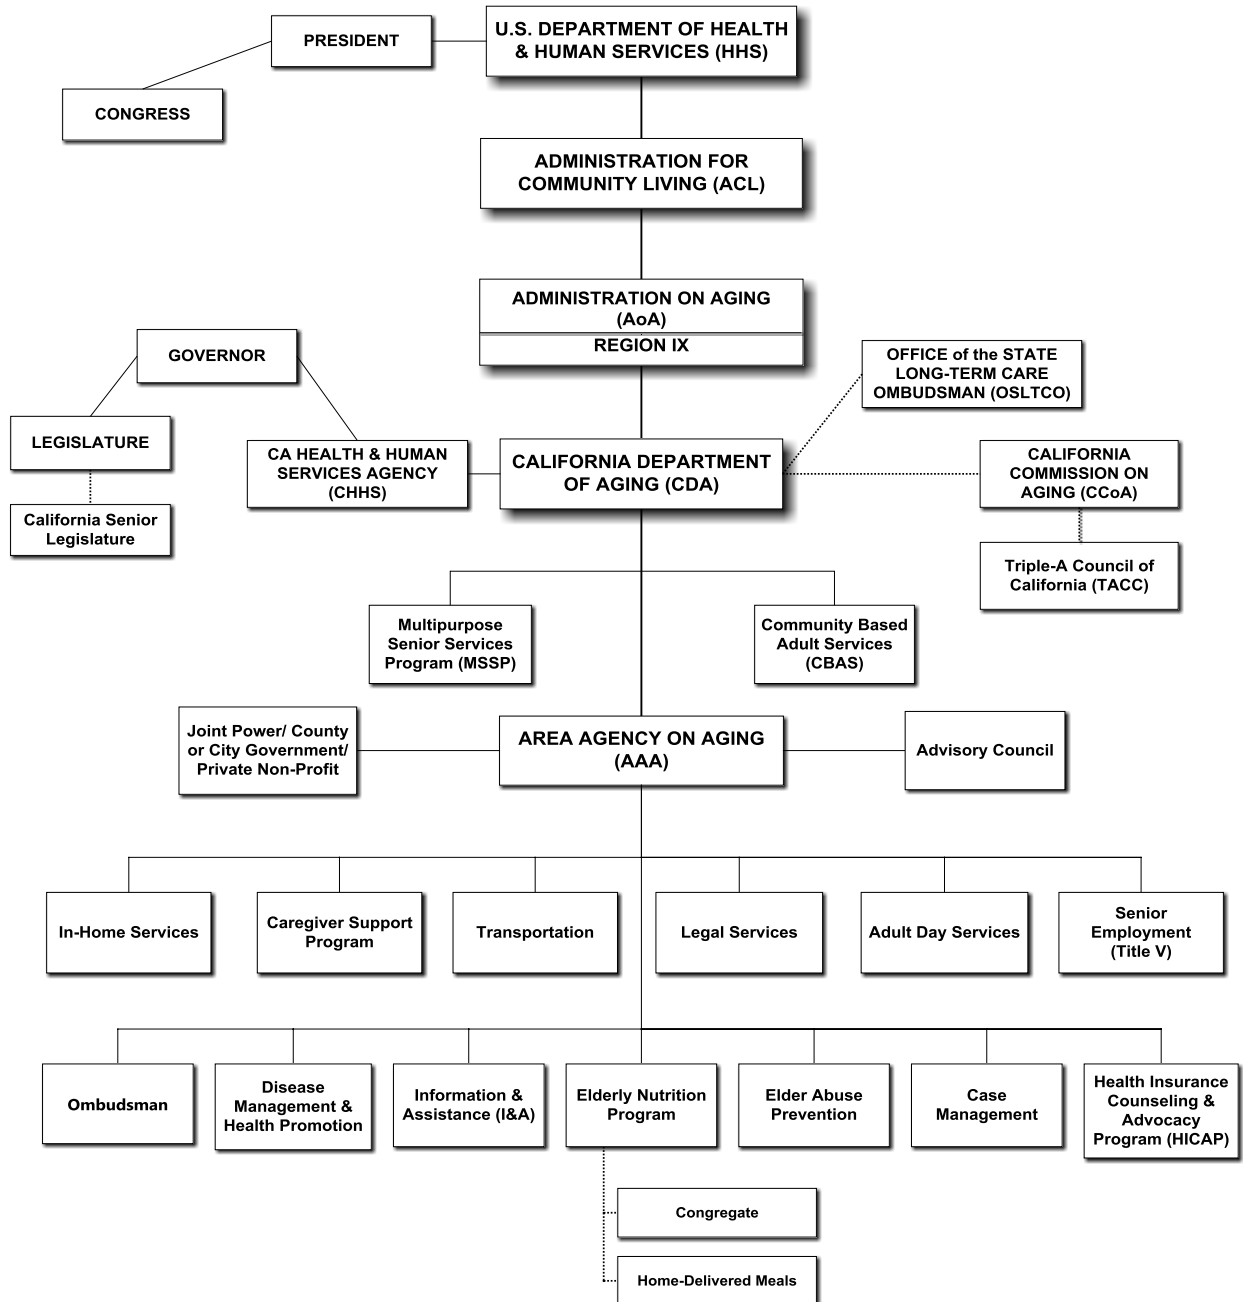 U.S. DEPARTMENT OF HEALTH
& HUMAN SERVICES (HHS)
PRESIDENT
CONGRESS
ADMINISTRATION FOR
COMMUNITY LIVING (ACL)
ADMINISTRATION ON AGING
(AoA)
REGION IX
GOVERNOR
OFFICE of the STATE
LONG-TERM CARE
OMBUDSMAN (OSLTCO)
LEGISLATURE
CA HEALTH & HUMAN
SERVICES AGENCY
(CHHS)
CALIFORNIA DEPARTMENT
OF AGING (CDA)
CALIFORNIA
COMMISSION ON
AGING (CCoA)
California Senior
Legislature
Triple-A Council of
California (TACC)
Multipurpose
Senior Services
Program (MSSP)
Community Based
Adult Services
(CBAS)
Joint Power/ County
or City Government/
Private Non-Profit
AREA AGENCY ON AGING
(AAA)
Advisory Council
In-Home Services
Caregiver Support
Program
Transportation
Legal Services
Adult Day Services
Senior
Employment
(Title V)
Ombudsman
Disease
Management &
Health Promotion
Information &
Assistance (I&A)
Elderly Nutrition
Program
Elder Abuse
Prevention
Case
Management
Health Insurance
Counseling &
Advocacy
Program (HICAP)
Congregate
Home-Delivered Meals